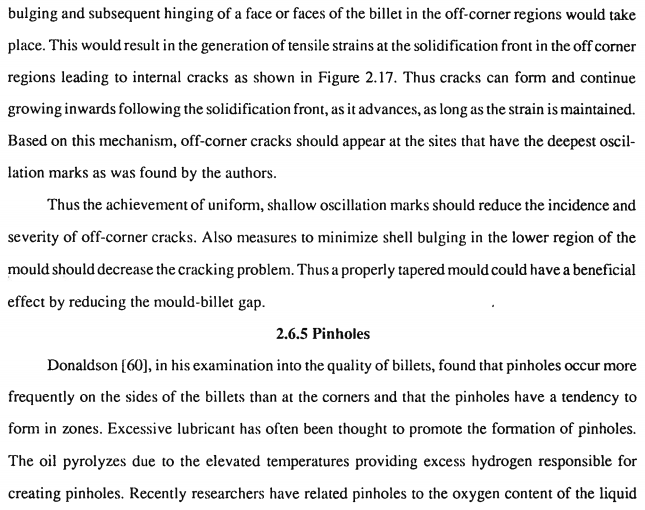 bulging and subsequent hinging of a face or faces of the billet in the off-corner regions would take
place. This would result in the generation of tensile strains at the solidification front in the off corner
regions leading to internal cracks as shown in Figure 2.17. Thus cracks can form and continue
growing inwards following the solidification front, as it advances, as long as the strain is maintained.
Based on this mechanism, off-corner cracks should appear at the sites that have the deepest oscil-
lation marks as was found by the authors.
Thus the achievement of uniform, shallow oscillation marks should reduce the incidence and
severity of off-corner cracks. Also measures to minimize shell bulging in the lower region of the
mould should decrease the cracking problem. Thus a properly tapered mould could have a beneficial
effect by reducing the mould-billet gap.
2.6.5 Pinholes
Donaldson [60], in his examination into the quality of billets, found that pinholes occur more
frequently on the sides of the billets than at the corners and that the pinholes have a tendency to
form in zones. Excessive lubricant has often been thought to promote the formation of pinholes.
The oil pyrolyzes due to the elevated temperatures providing excess hydrogen responsible for
creating pinholes. Recently researchers have related pinholes to the oxygen content of the liquid